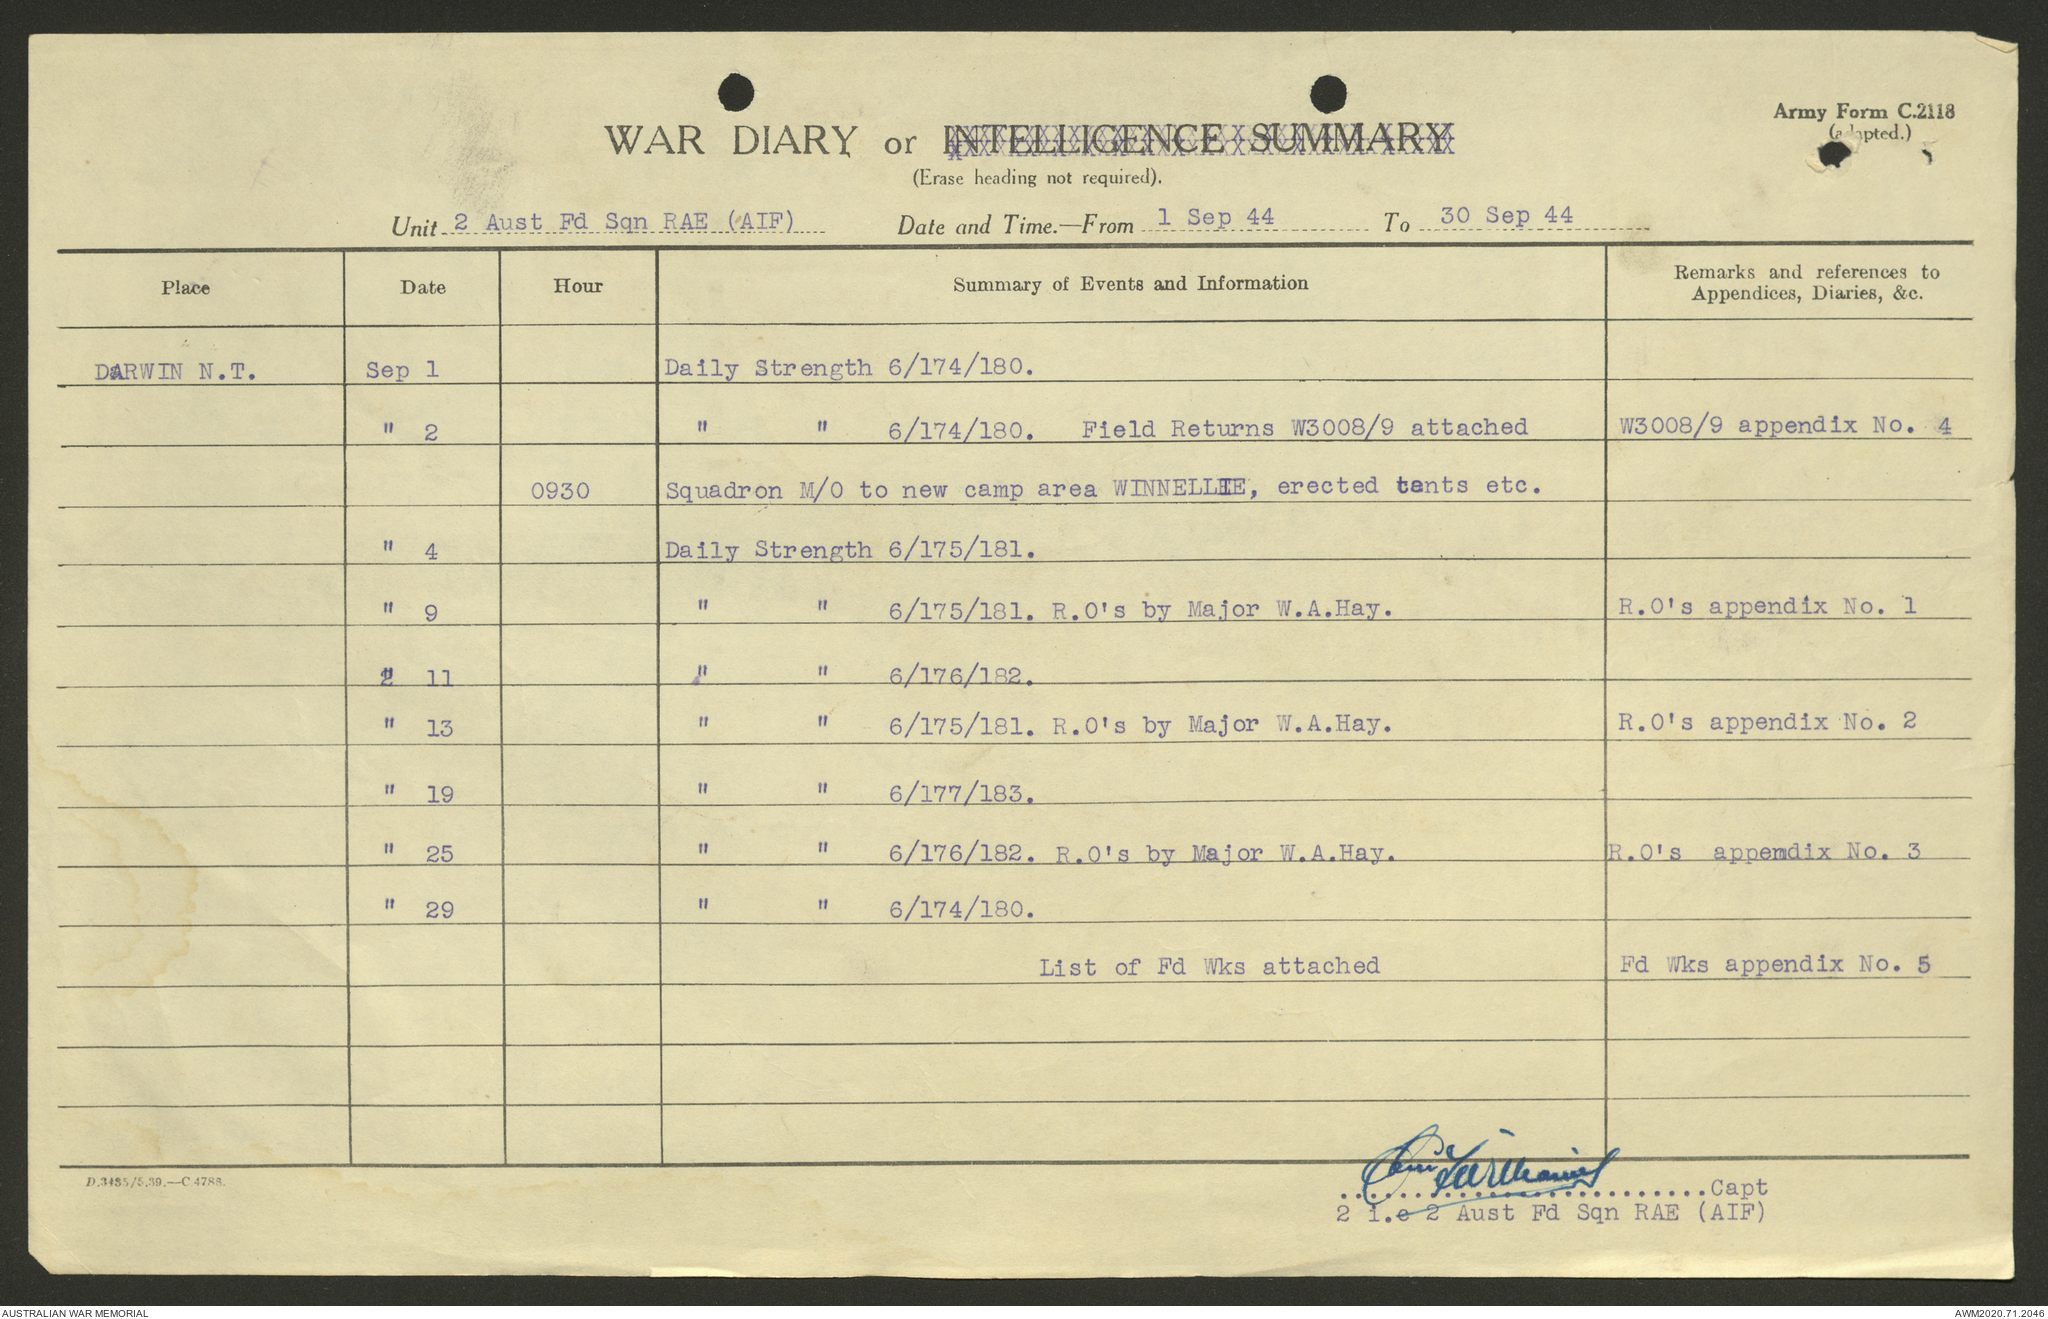 Army Form C.2118
(adapted.)
WAR DIARY or INTELLIGENCE SUMMARY
(Erase heading not required).
Unit 2 Aust Fd Sqn RAE (AIF) Date and Time.—From 1 Sep 44 To 30 Sep 44
Place Date Hour Summary of Events and Information Remarks and references to
Appendices, Diaries, &c.
DARWIN N.T. Sep 1 Daily Strength 6/174/180.
" 2 " " 6/174/180. Field Returns W3008/9 attached W3008/9 appendix No. 4
0930 Squadron M/O to new camp area WINNELLIE, erected tents etc.
" 4 Daily Strength 6/175/181.
" 9 " " 6/175/181. R.O's by Major W.A.Hay. R.O's appendix No. 1
" 11 " " 6/176/182.
" 13 " " 6/175/181. R.O's by Major W.A.Hay. R.O's appendix No. 2
" 19 " " 6/177/183.
" 25 " " 6/176/182. R.O's by Major W.A.Hay. R.O's appendix No. 3
" 29 " " 6/174/180.
List of Fd Wks attached Fd Wks appendix No. 5
D.3485/5.39.—C.4788.
..........................Capt
2 i.c 2 Aust Fd Sqn RAE (AIF)
AUSTRALIAN WAR MEMORIAL AWM2020.71.2046